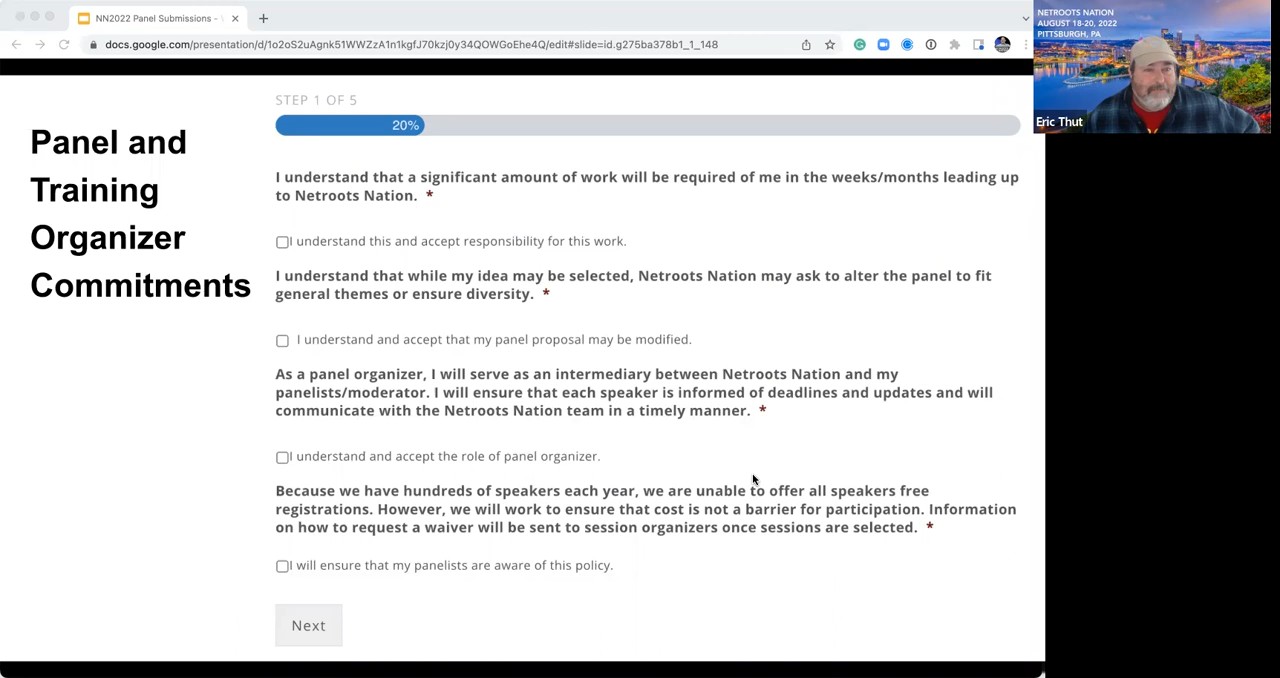 NN2022 Panel Submissions -
docs.google.com/presentation/d/1o2oS2uAgnk51WWZzA1n1kgfJ70kzj0y34QOWGoEhe4Q/edit#slide=id.g275ba378b1_1_148
NETROOTS NATION
AUGUST 18-20, 2022
PITTSBURGH, PA
Eric Thut
Panel and
Training
Organizer
Commitments
STEP 1 OF 5
20%
I understand that a significant amount of work will be required of me in the weeks/months leading up
to Netroots Nation. *
I understand this and accept responsibility for this work.
I understand that while my idea may be selected, Netroots Nation may ask to alter the panel to fit
general themes or ensure diversity. *
I understand and accept that my panel proposal may be modified.
As a panel organizer, I will serve as an intermediary between Netroots Nation and my
panelists/moderator. I will ensure that each speaker is informed of deadlines and updates and will
communicate with the Netroots Nation team in a timely manner. *
I understand and accept the role of panel organizer.
Because we have hundreds of speakers each year, we are unable to offer all speakers free
registrations. However, we will work to ensure that cost is not a barrier for participation. Information
on how to request a waiver will be sent to session organizers once sessions are selected. *
I will ensure that my panelists are aware of this policy.
Next